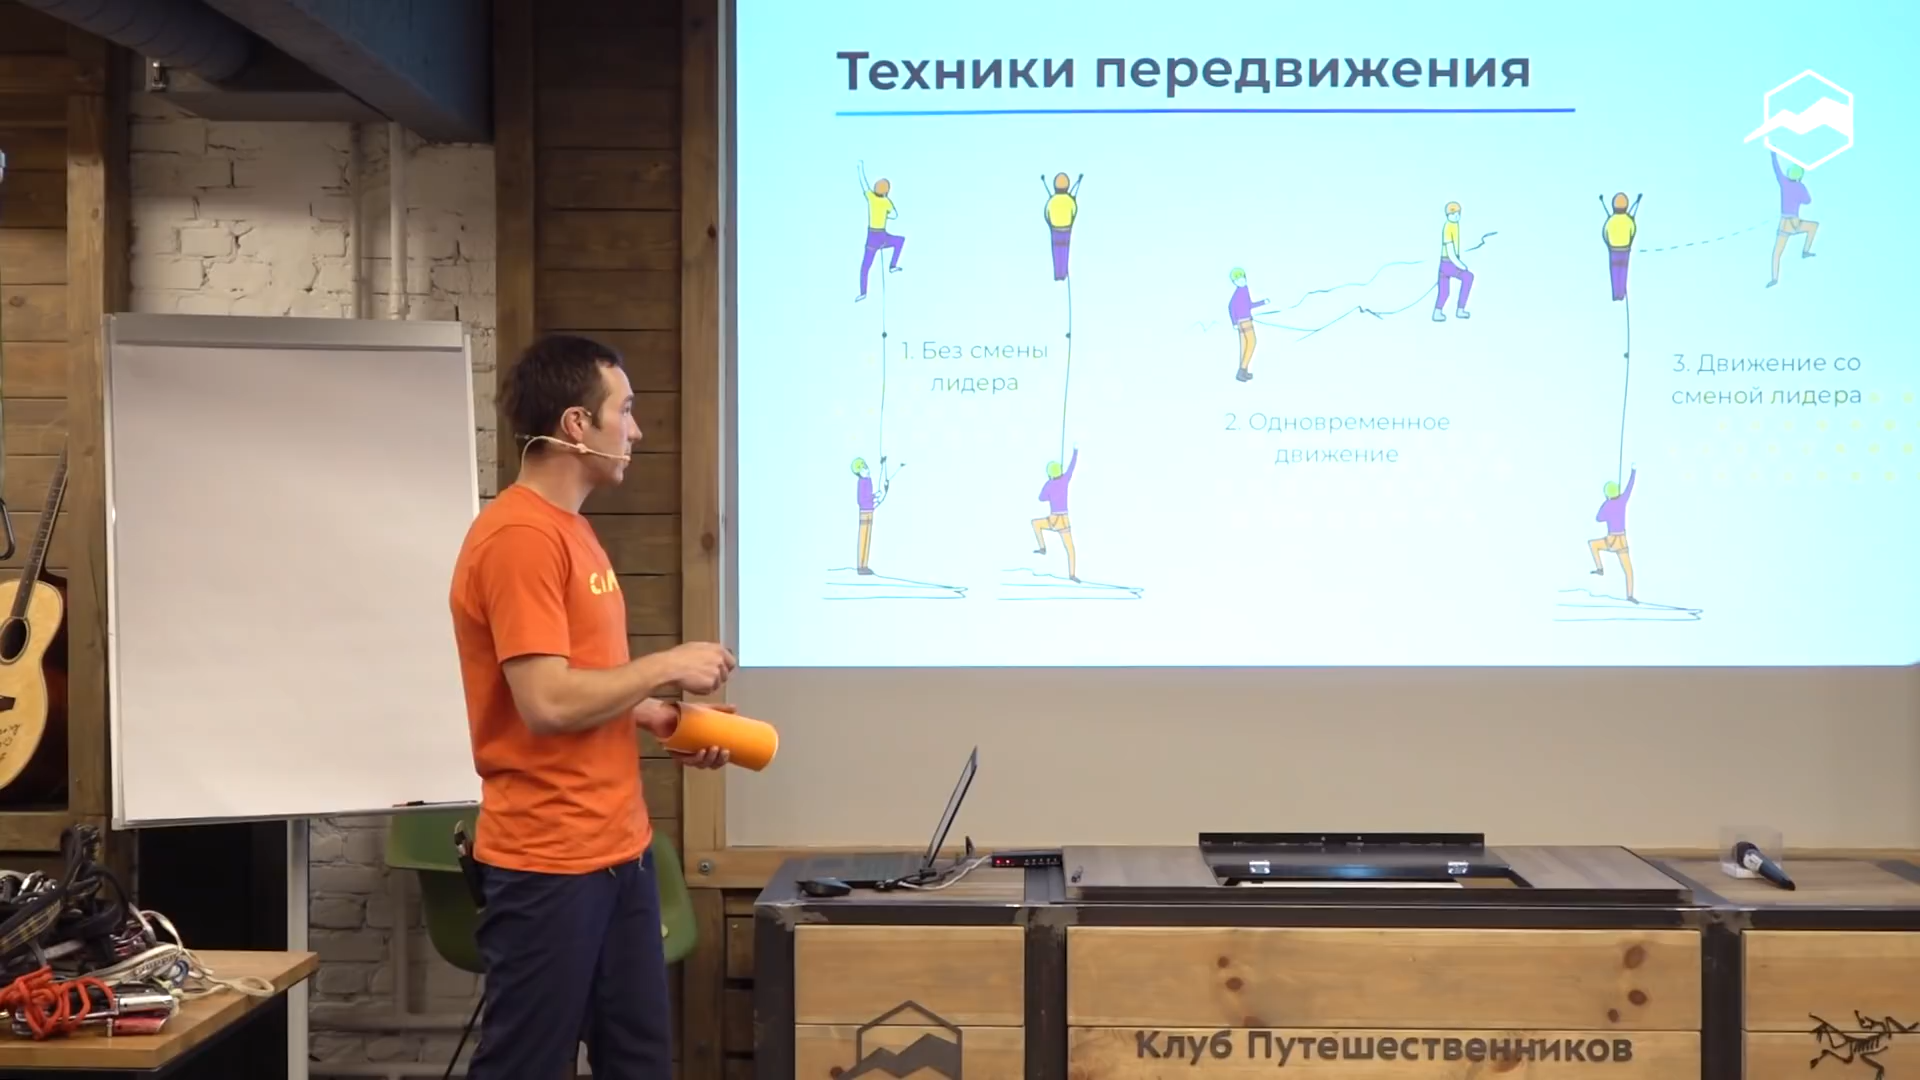 Техники передвижения
1. Без смены
лидера
2. Одновременное
движение
3. Движение со
сменой лидера
Клуб Путешественников